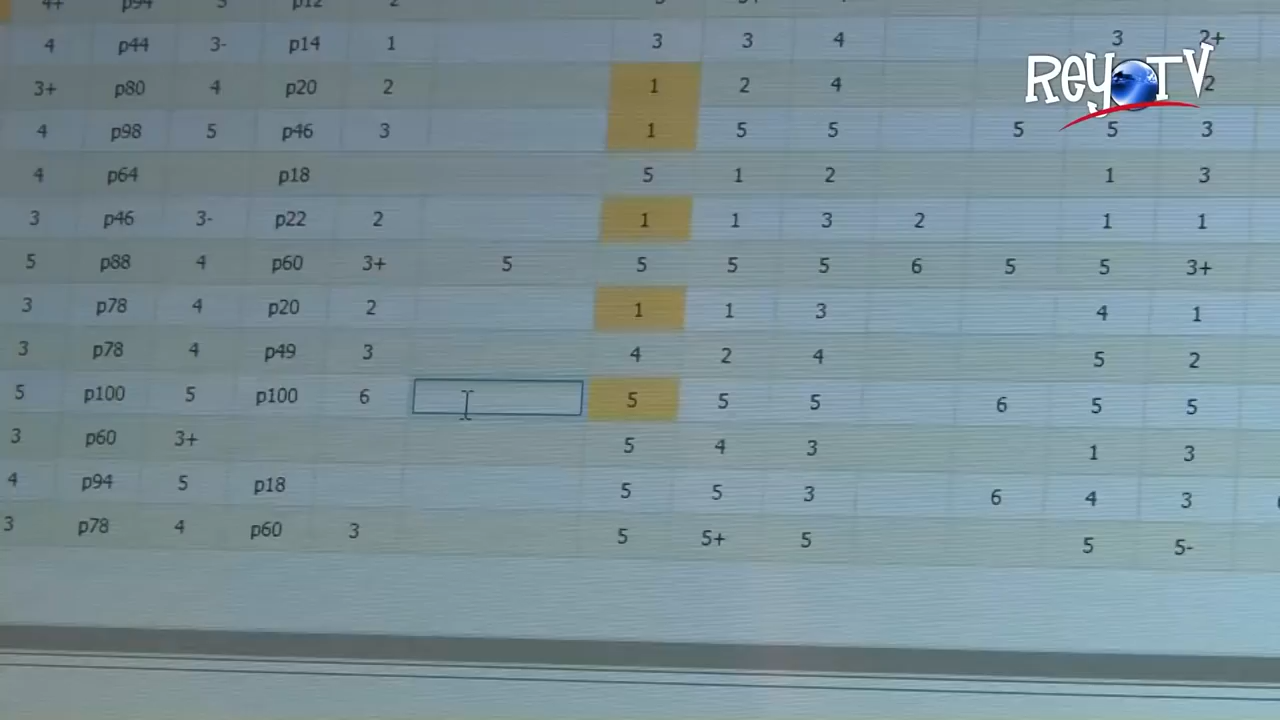 4+ p94 5 p12 2
4 p44 3- p14 1 3 3 4 3 2+
ReyOTV
3+ p80 4 p20 2 1 2 4 2
4 p98 5 p46 3 1 5 5 5 5 3
4 p64 p18 5 1 2 1 3
3 p46 3- p22 2 1 1 3 2 1 1
5 p88 4 p60 3+ 5 5 5 5 6 5 5 3+
3 p78 4 p20 2 1 1 3 4 1
3 p78 4 p49 3 4 2 4 5 2
5 p100 5 p100 6 5 5 5 6 5 5
3 p60 3+ 5 4 3 1 3
4 p94 5 p18 5 5 3 6 4 3
3 p78 4 p60 3 5 5+ 5 5 5-